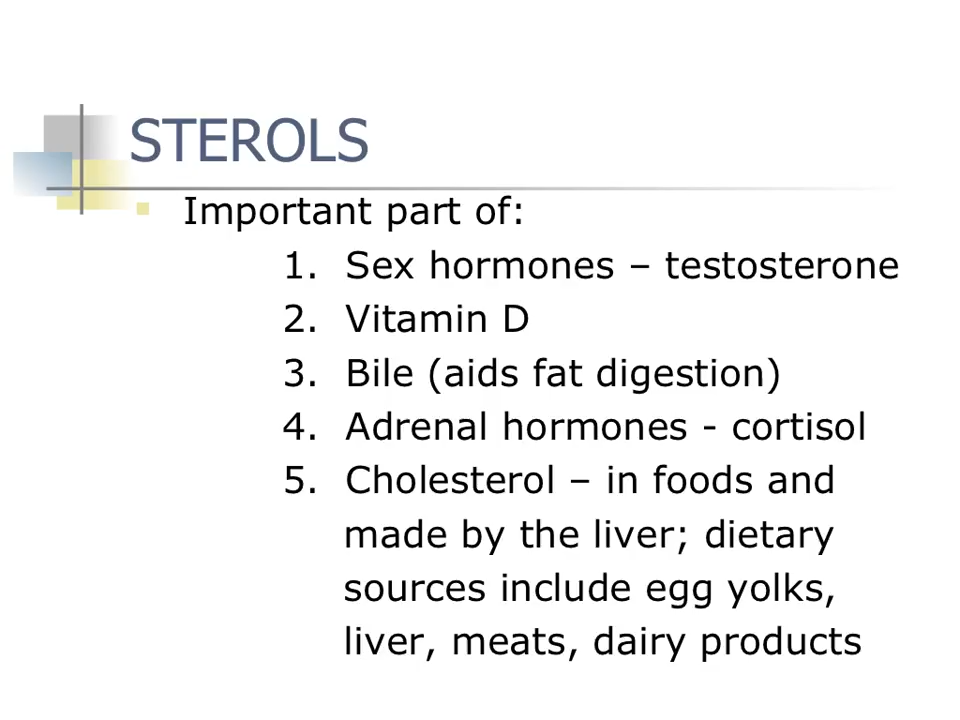 STEROLS
Important part of:
1. Sex hormones – testosterone
2. Vitamin D
3. Bile (aids fat digestion)
4. Adrenal hormones - cortisol
5. Cholesterol – in foods and
made by the liver; dietary
sources include egg yolks,
liver, meats, dairy products